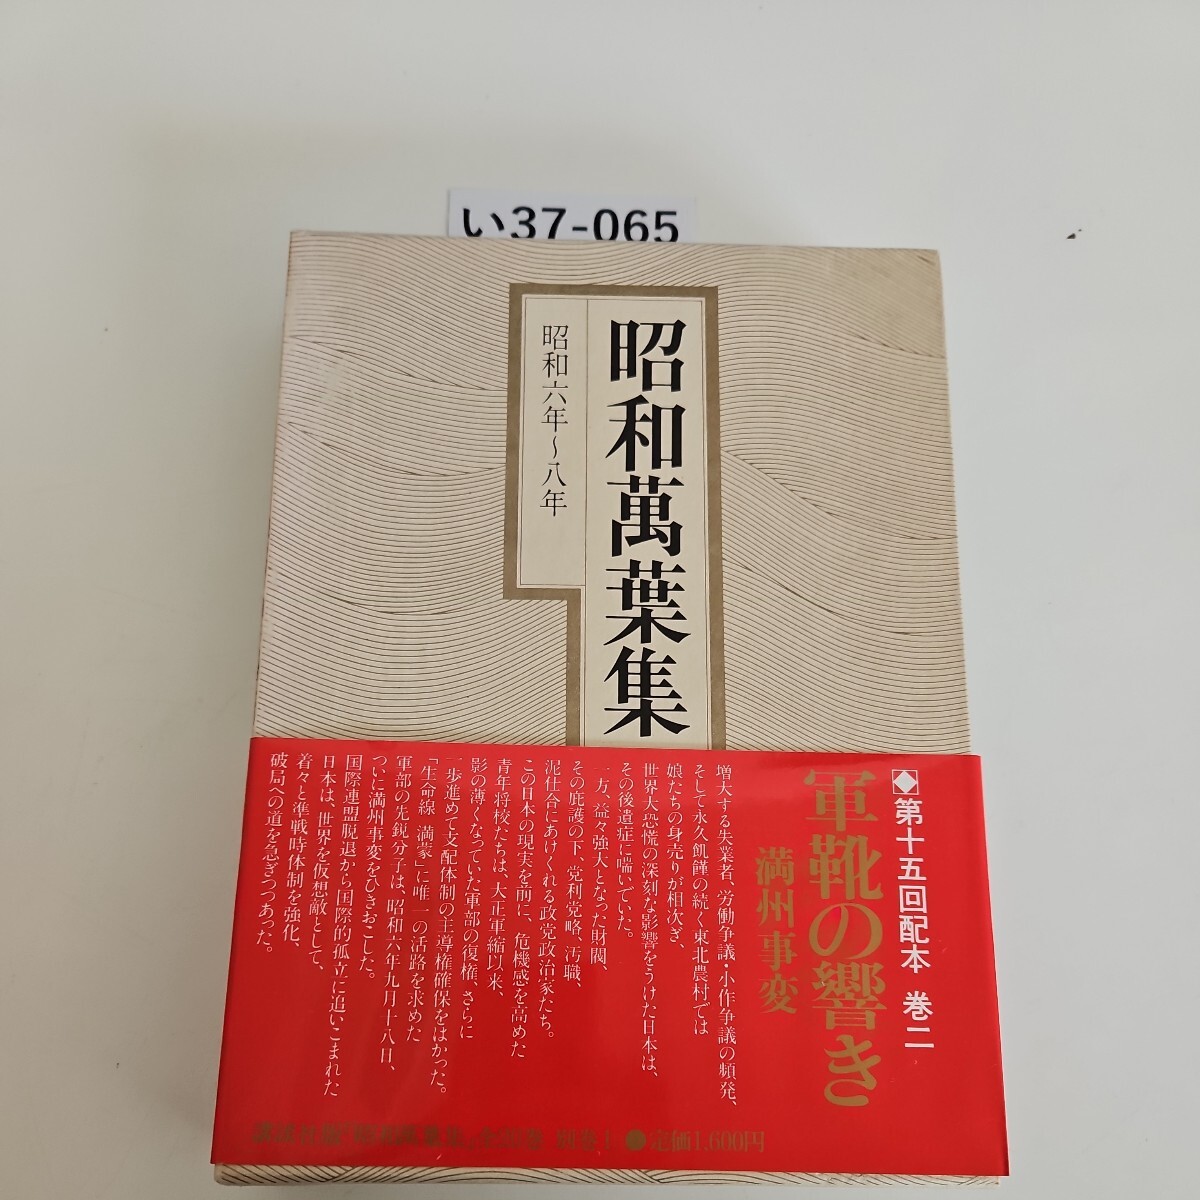 い37-065
昭和萬葉集
昭和六年～八年
◆第十五回配本 巻二
軍靴の響き
満州事変
増大する失業者、労働争議・小作争議の頻発、
そして永久飢饉の続く東北農村では
娘たちの身売りが相次ぎ、
世界大恐慌の深刻な影響をうけた日本は、
その後遺症に喘いでいた。
一方、益々強大となった財閥、
その庇護の下、党利党略、汚職、
泥仕合にあけくれる政党政治家たち。
この日本の現実を前に、危機感を高めた
青年将校たちは、大正軍縮以来、
影の薄くなっていた軍部の復権、さらに
一歩進めて支配体制の主導権確保をはかった。
「生命線 満蒙」に唯一の活路を求めた
軍部の先鋭分子は、昭和六年九月十八日、
ついに満州事変をひきおこした。
国際連盟脱退から国際的孤立に追いこまれた
日本は、世界を仮想敵として、
着々と準戦時体制を強化、
破局への道を急ぎつつあった。
講談社版『昭和萬葉集』全20巻 別巻1●定価1,600円